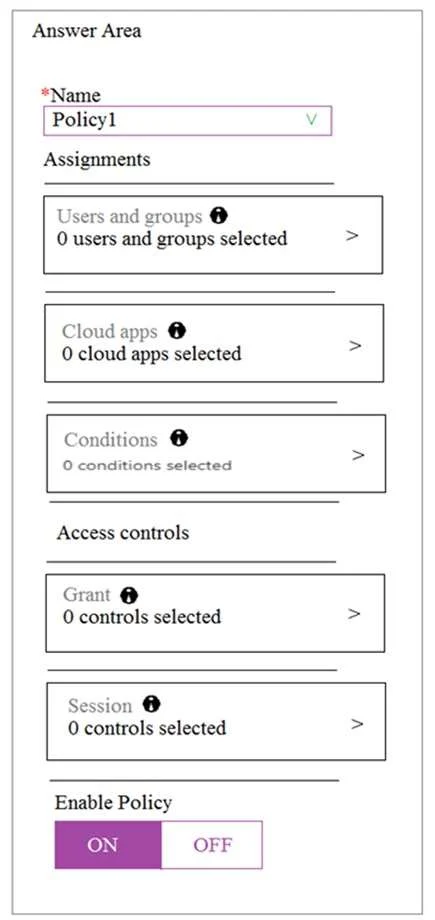 Answer Area
*Name
Policy1
Assignments
Users and groups
0 users and groups selected
Cloud apps
0 cloud apps selected
Conditions
0 conditions selected
Access controls
Grant
0 controls selected
Session
0 controls selected
Enable Policy
ON OFF